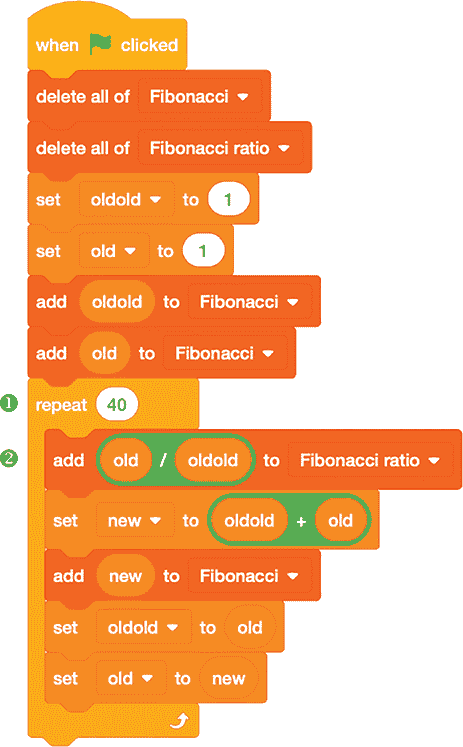 when clicked
delete all of Fibonacci
delete all of Fibonacci ratio
set oldold to 1
set old to 1
add oldold to Fibonacci
add old to Fibonacci
❶ repeat 40
❷ add old / oldold to Fibonacci ratio
set new to oldold + old
add new to Fibonacci
set oldold to old
set old to new